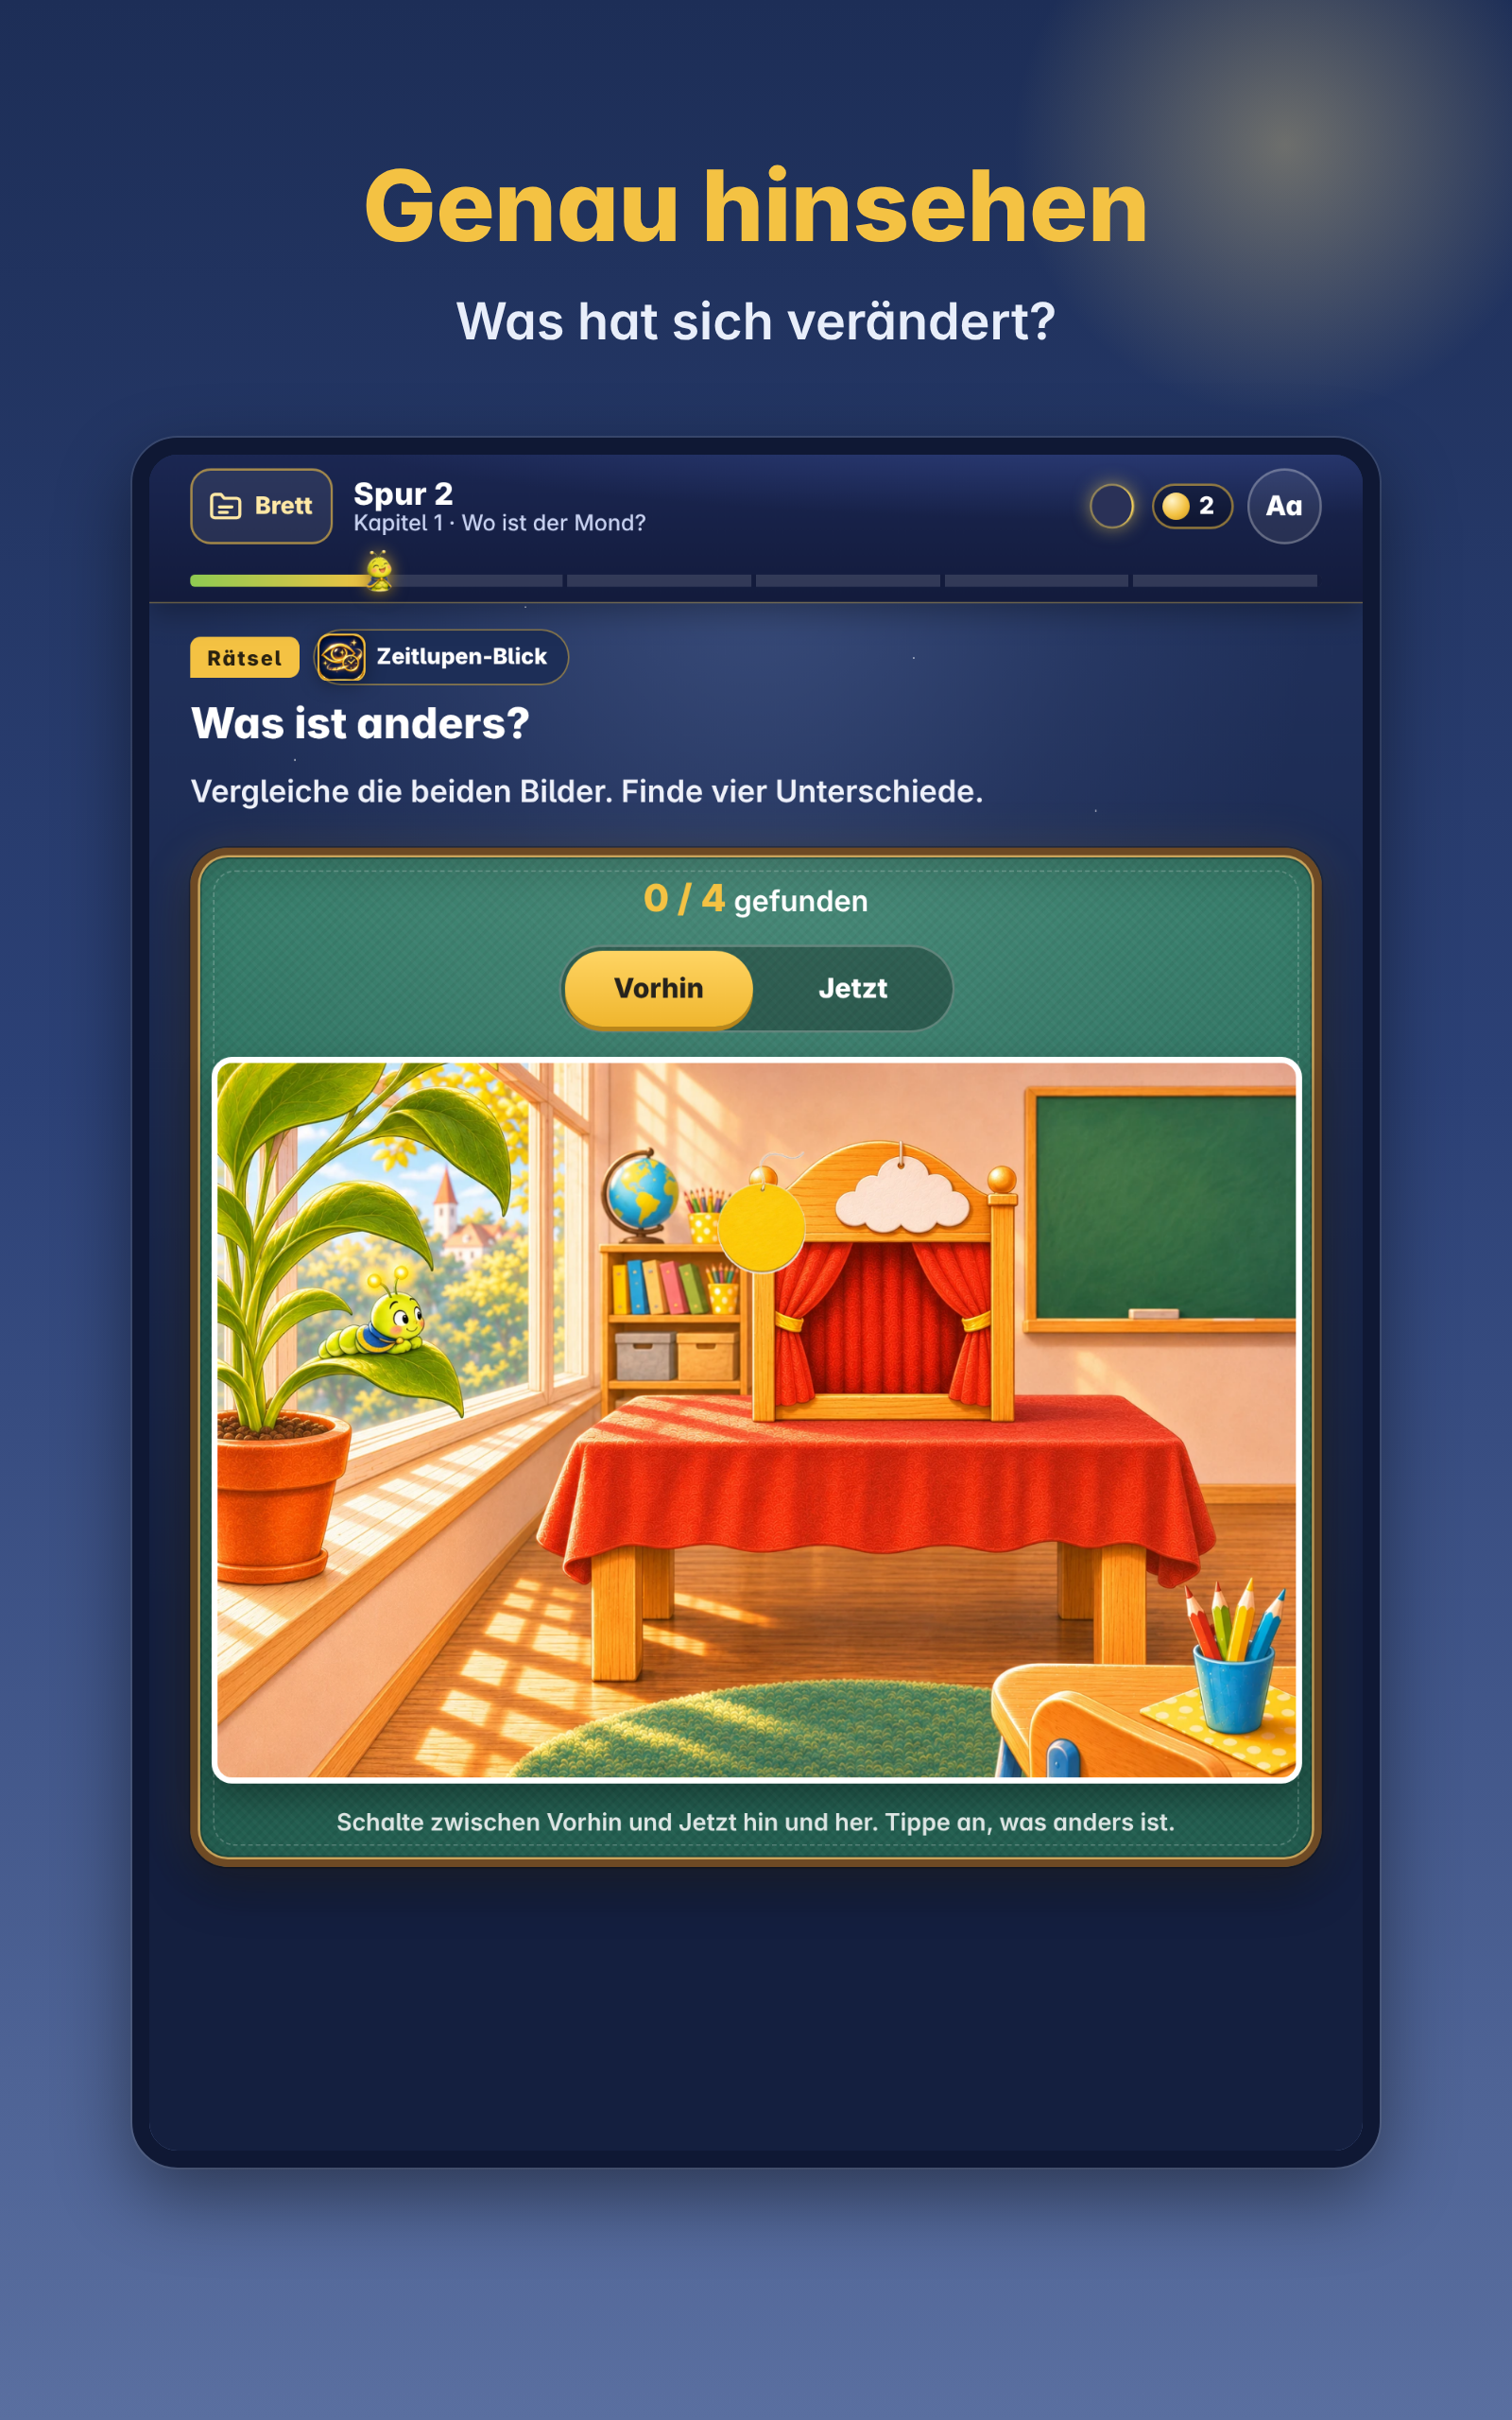 Genau hinsehen
Was hat sich verändert?
Brett
Spur 2
Kapitel 1 · Wo ist der Mond?
2
Aa
Rätsel
Zeitlupen-Blick
Was ist anders?
Vergleiche die beiden Bilder. Finde vier Unterschiede.
0 / 4 gefunden
Vorhin
Jetzt
Schalte zwischen Vorhin und Jetzt hin und her. Tippe an, was anders ist.